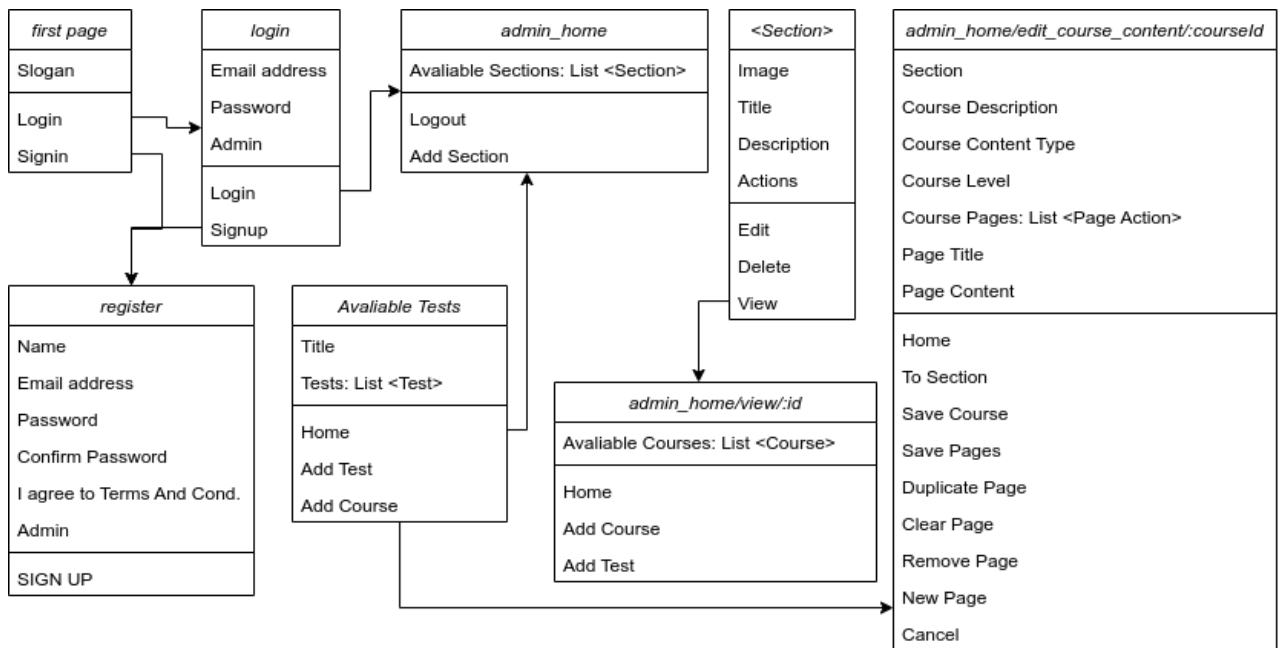 first page
Slogan
Login
Signin
login
Email address
Password
Admin
Login
Signup
admin_home
Avaliable Sections: List <Section>
Logout
Add Section
<Section>
Image
Title
Description
Actions
Edit
Delete
View
admin_home/edit_course_content/:courseId
Section
Course Description
Course Content Type
Course Level
Course Pages: List <Page Action>
Page Title
Page Content
Home
To Section
Save Course
Save Pages
Duplicate Page
Clear Page
Remove Page
New Page
Cancel
register
Name
Email address
Password
Confirm Password
I agree to Terms And Cond.
Admin
SIGN UP
Avaliable Tests
Title
Tests: List <Test>
Home
Add Test
Add Course
admin_home/view/:id
Avaliable Courses: List <Course>
Home
Add Course
Add Test